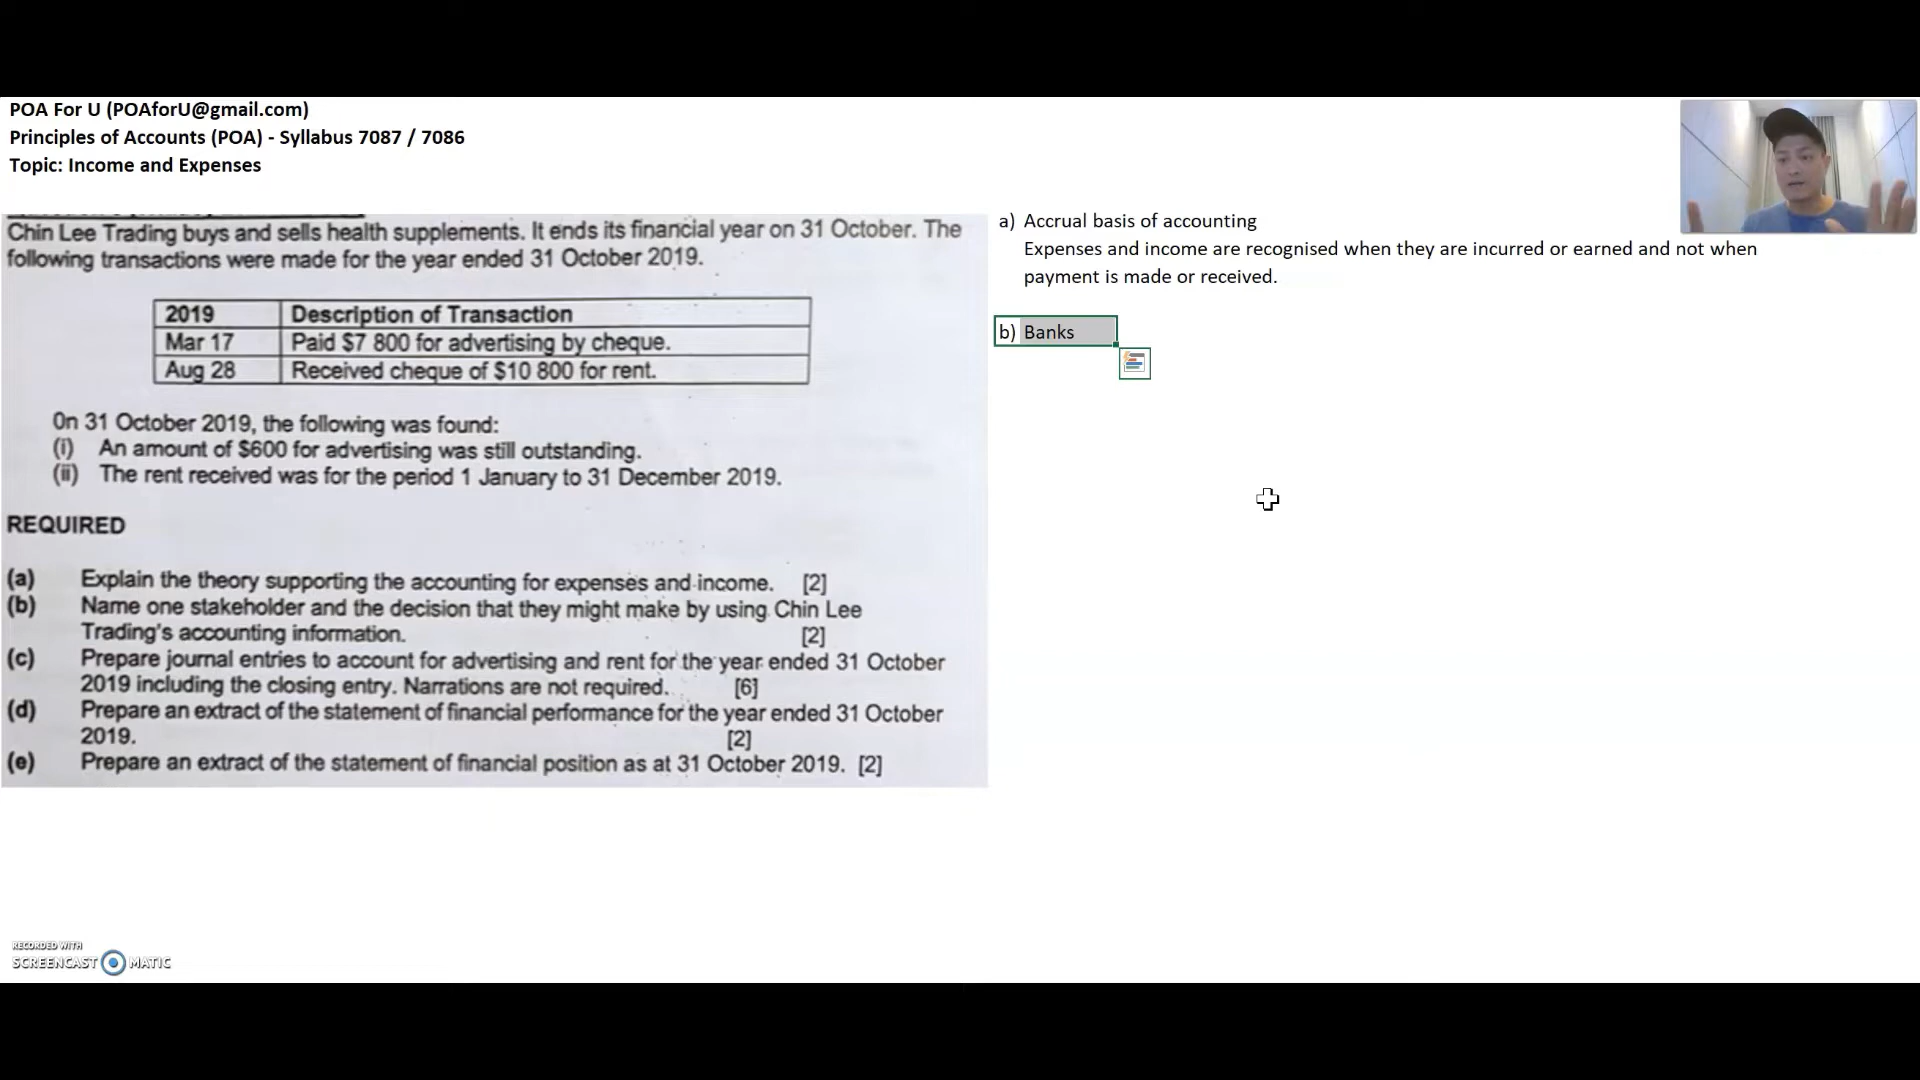 POA For U (POAforU@gmail.com)
Principles of Accounts (POA) - Syllabus 7087 / 7086
Topic: Income and Expenses
Chin Lee Trading buys and sells health supplements. It ends its financial year on 31 October. The
following transactions were made for the year ended 31 October 2019.
2019 Description of Transaction
Mar 17 Paid $7 800 for advertising by cheque.
Aug 28 Received cheque of $10 800 for rent.
0n 31 October 2019, the following was found:
(i) An amount of $600 for advertising was still outstanding.
(ii) The rent received was for the period 1 January to 31 December 2019.
REQUIRED
(a) Explain the theory supporting the accounting for expenses and income. [2]
(b) Name one stakeholder and the decision that they might make by using Chin Lee
Trading's accounting information. [2]
(c) Prepare journal entries to account for advertising and rent for the year ended 31 October
2019 including the closing entry. Narrations are not required. [6]
(d) Prepare an extract of the statement of financial performance for the year ended 31 October
2019. [2]
(e) Prepare an extract of the statement of financial position as at 31 October 2019. [2]
a) Accrual basis of accounting
Expenses and income are recognised when they are incurred or earned and not when
payment is made or received.
b) Banks
RECORDED WITH
SCREENCAST MATIC